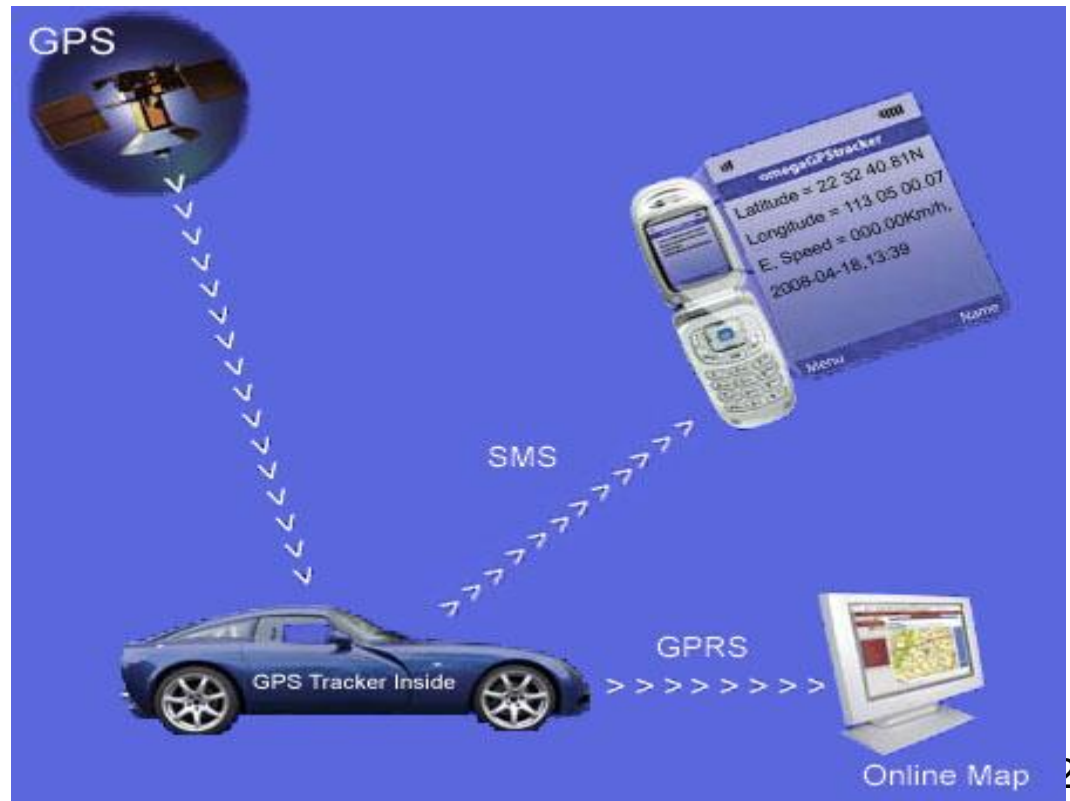 GPS
omegaGPStracker
Latitude = 22 32 40.81N
Longitude = 113 05 00.07
E, Speed = 000.00Km/h,
2008-04-18,13:39
Menu Name
SMS
GPRS
GPS Tracker Inside
Online Map